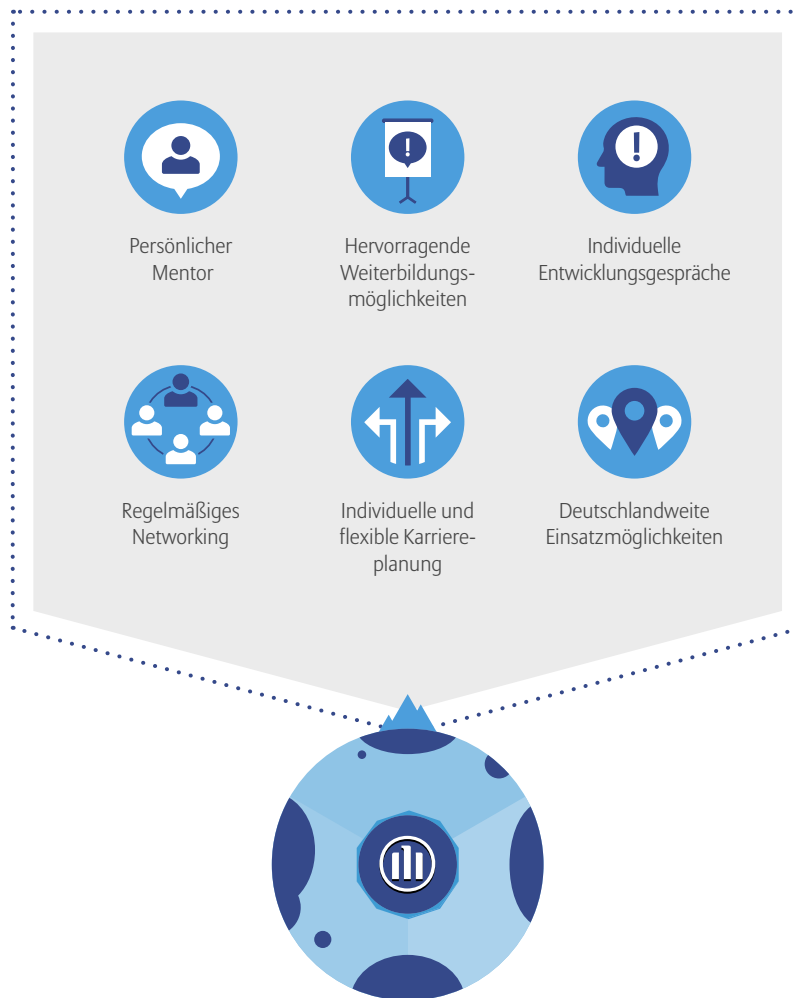 Persönlicher
Mentor
Hervorragende
Weiterbildungs-
möglichkeiten
Individuelle
Entwicklungsgespräche
Regelmäßiges
Networking
Individuelle und
flexible Karriere-
planung
Deutschlandweite
Einsatzmöglichkeiten